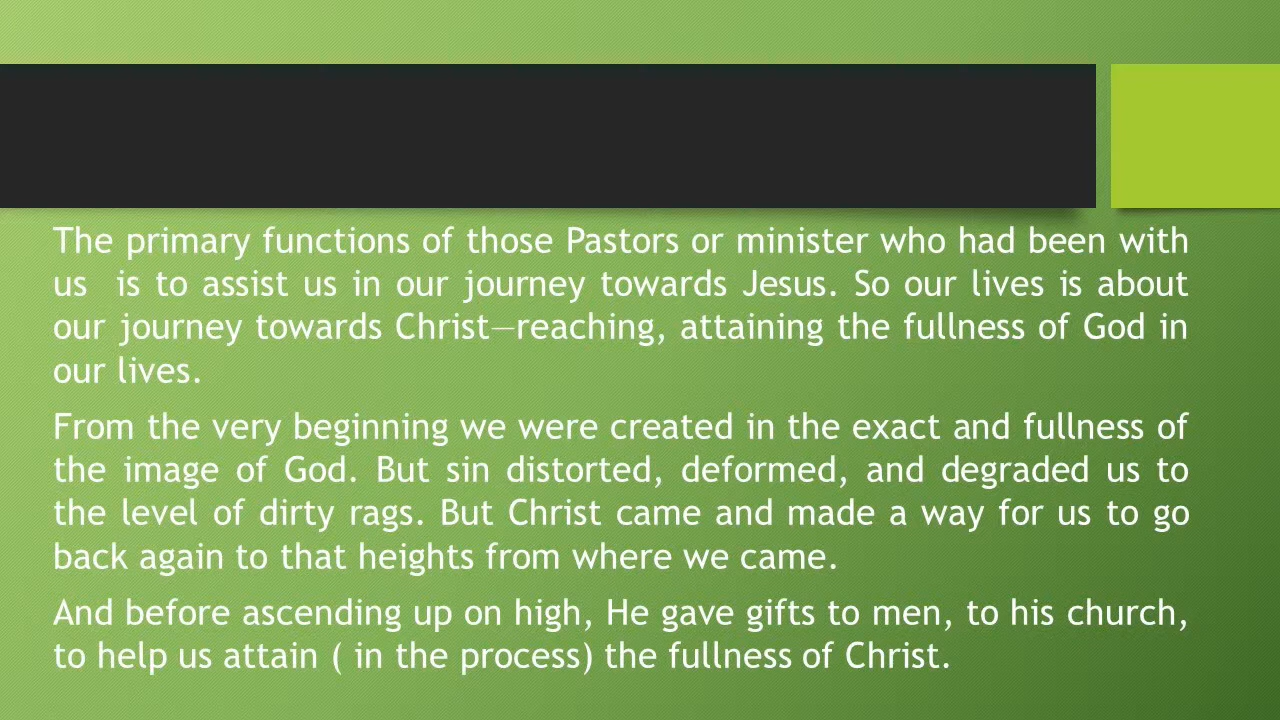 The primary functions of those Pastors or minister who had been with
us  is to assist us in our journey towards Jesus. So our lives is about
our journey towards Christ—reaching, attaining the fullness of God in
our lives.
From the very beginning we were created in the exact and fullness of
the image of God. But sin distorted, deformed, and degraded us to
the level of dirty rags. But Christ came and made a way for us to go
back again to that heights from where we came.
And before ascending up on high, He gave gifts to men, to his church,
to help us attain ( in the process) the fullness of Christ.